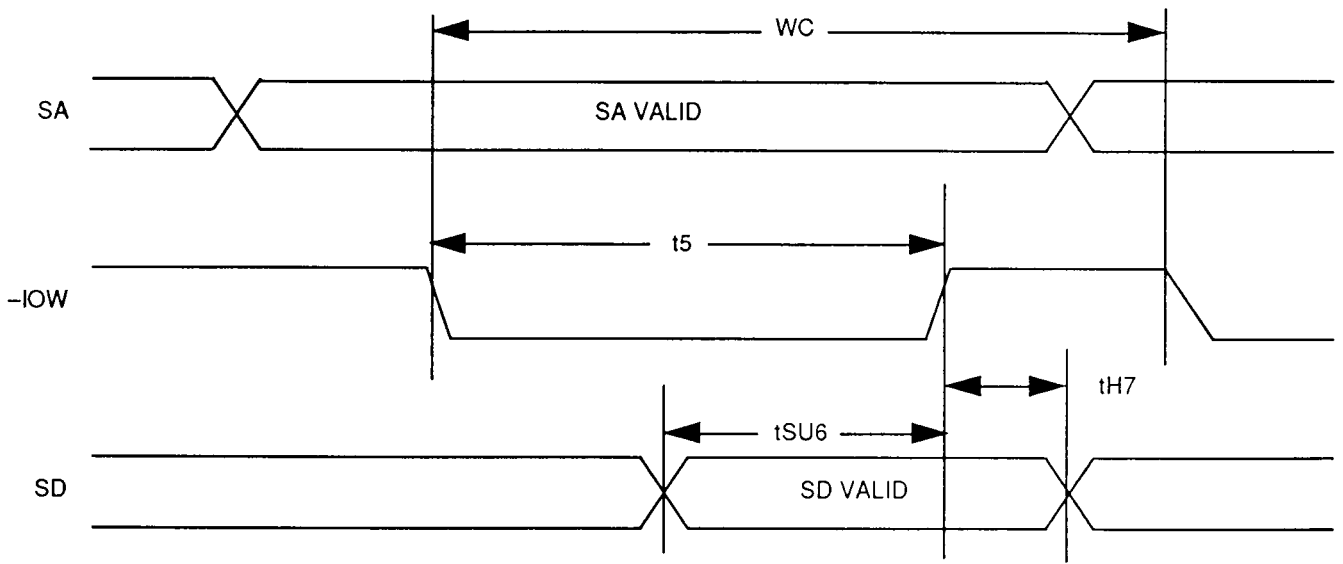 WC
SA
SA VALID
t5
–IOW
tH7
tSU6
SD
SD VALID